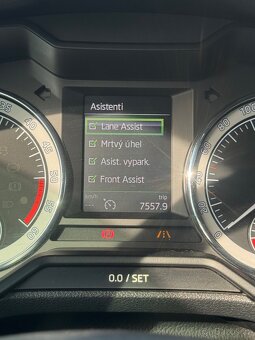 Asistenti
Lane Assist
Mrtvý úhel
Asist. vypark.
Front Assist
km/h
trip
---
7557.9
0.0 / SET